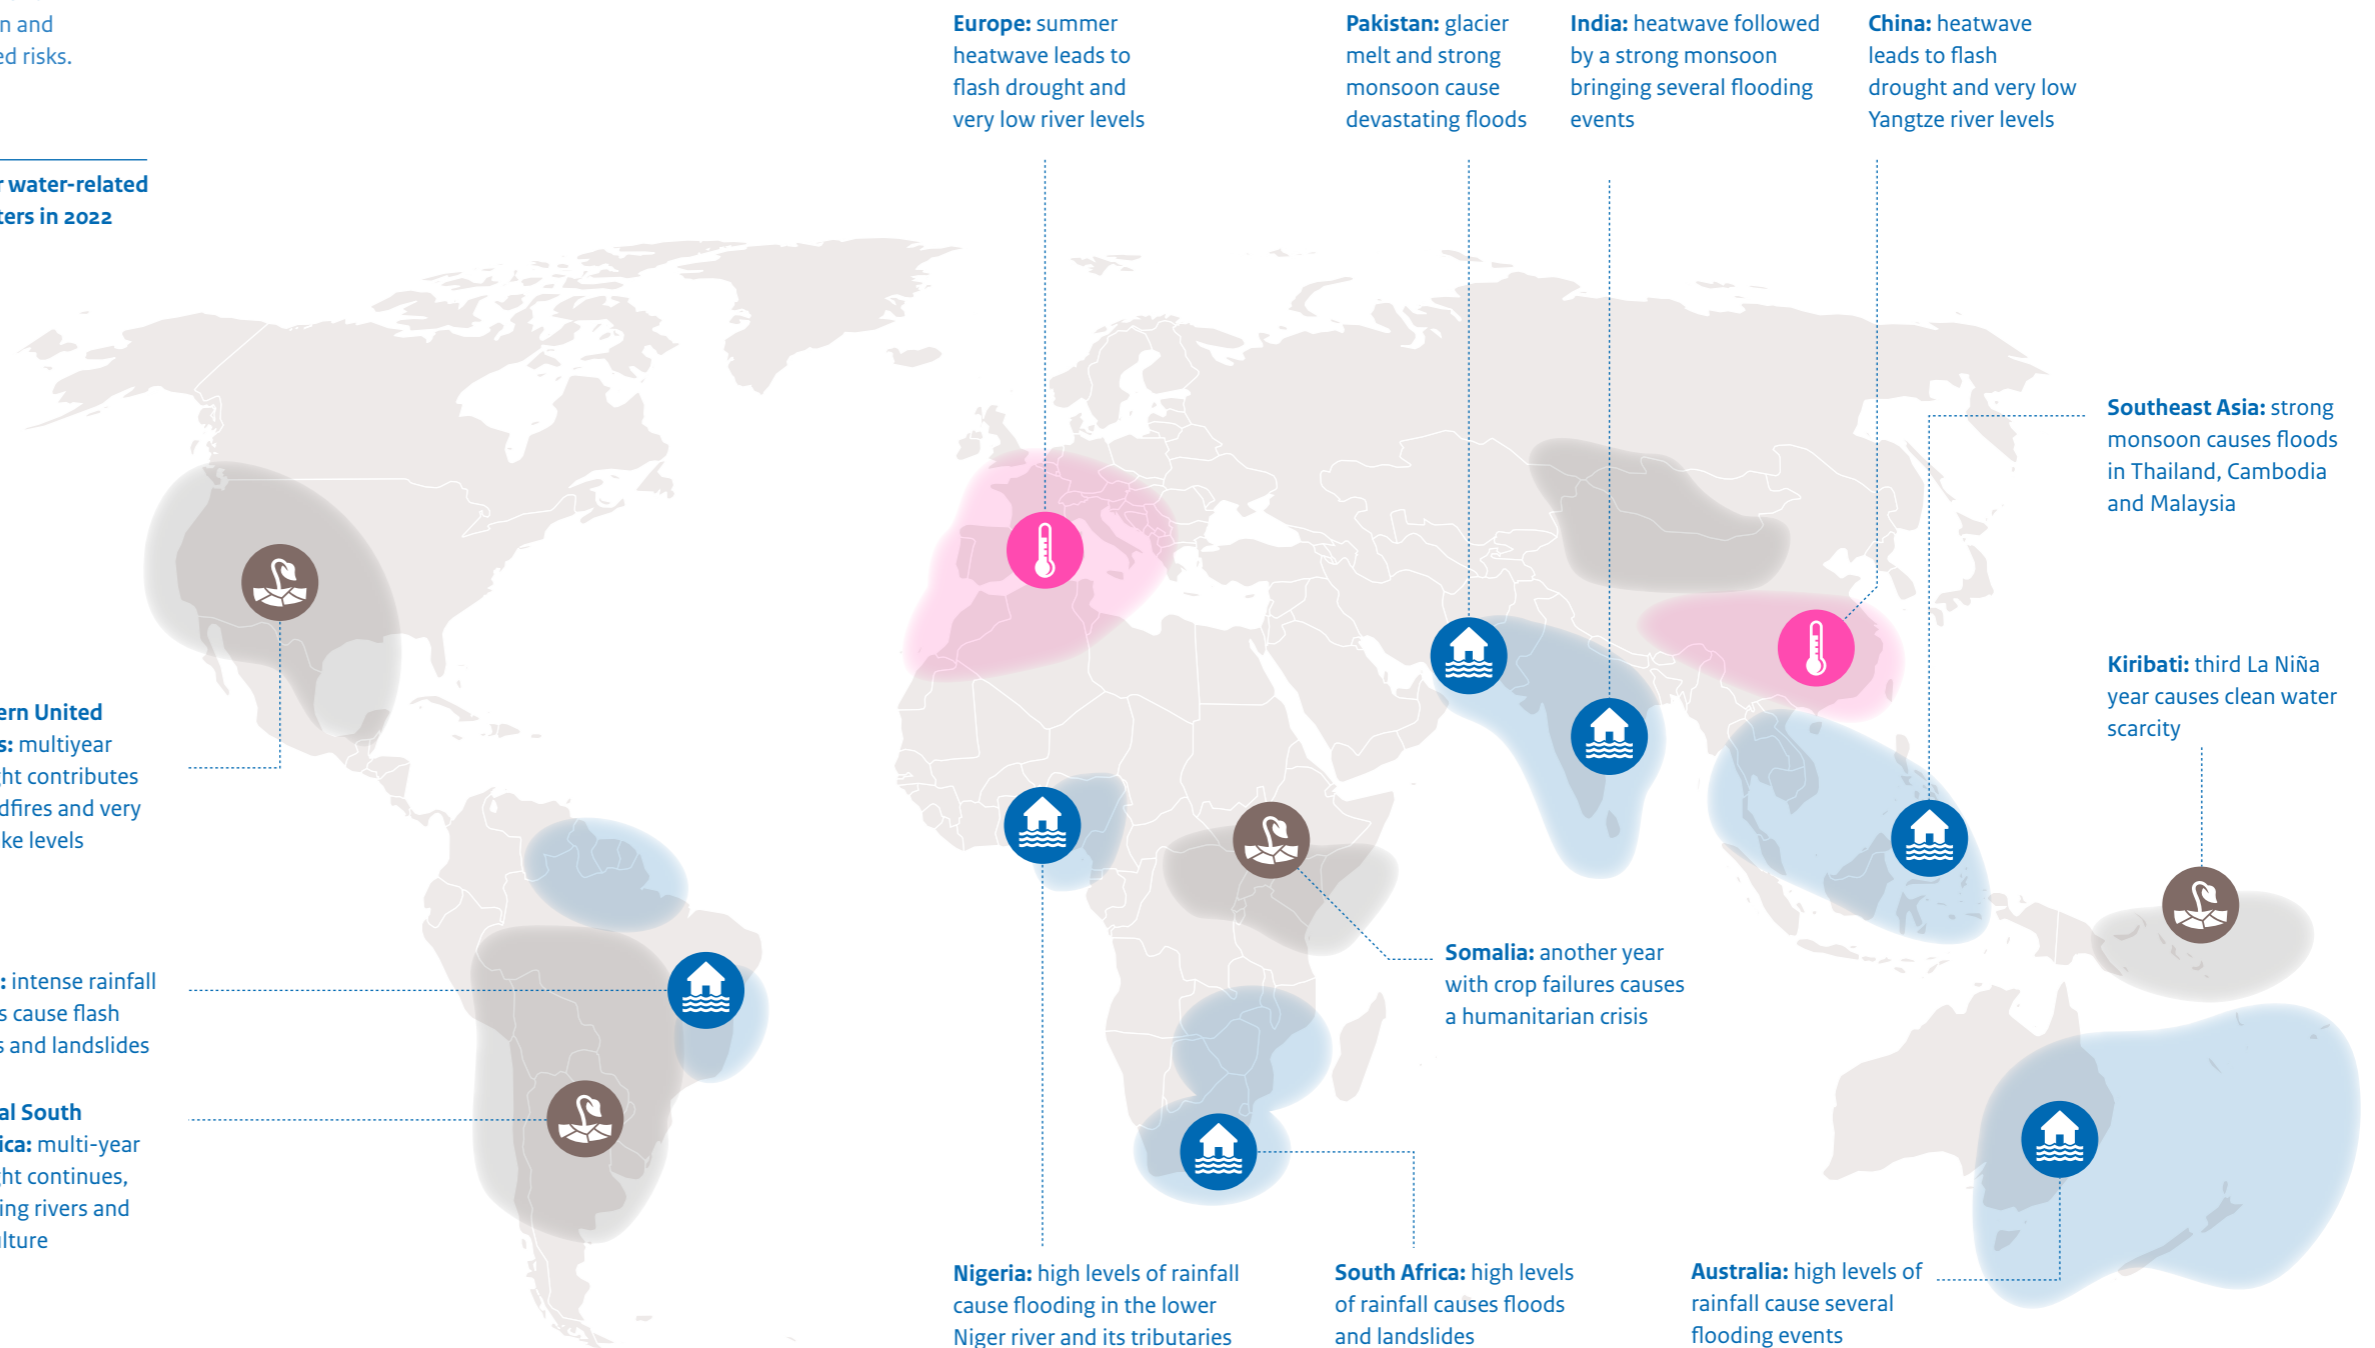 n and
ed risks.
r water-related
ters in 2022
Europe: summer
heatwave leads to
flash drought and
very low river levels
Pakistan: glacier
melt and strong
monsoon cause
devastating floods
India: heatwave followed
by a strong monsoon
bringing several flooding
events
China: heatwave
leads to flash
drought and very low
Yangtze river levels
Southeast Asia: strong
monsoon causes floods
in Thailand, Cambodia
and Malaysia
Kiribati: third La Niña
year causes clean water
scarcity
ern United
s: multiyear
ght contributes
dfires and very
ke levels
: intense rainfall
s cause flash
s and landslides
al South
ica: multi-year
ght continues,
ing rivers and
ulture
Somalia: another year
with crop failures causes
a humanitarian crisis
Nigeria: high levels of rainfall
cause flooding in the lower
Niger river and its tributaries
South Africa: high levels
of rainfall causes floods
and landslides
Australia: high levels of
rainfall cause several
flooding events